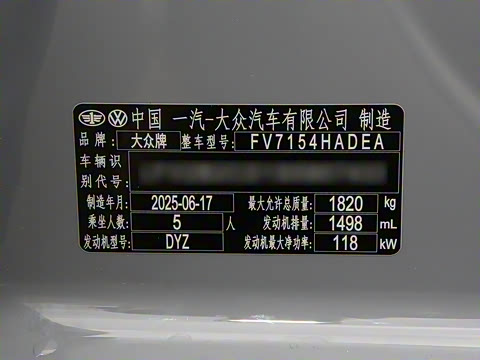 中国 一汽-大众汽车有限公司 制造
品牌: 大众牌 整车型号: FV7154HADEA
车辆识
别代号:
制造年月: 2025-06-17 最大允许总质量: 1820 kg
乘坐人数: 5 人 发动机排量: 1498 mL
发动机型号: DYZ 发动机最大净功率: 118 kW